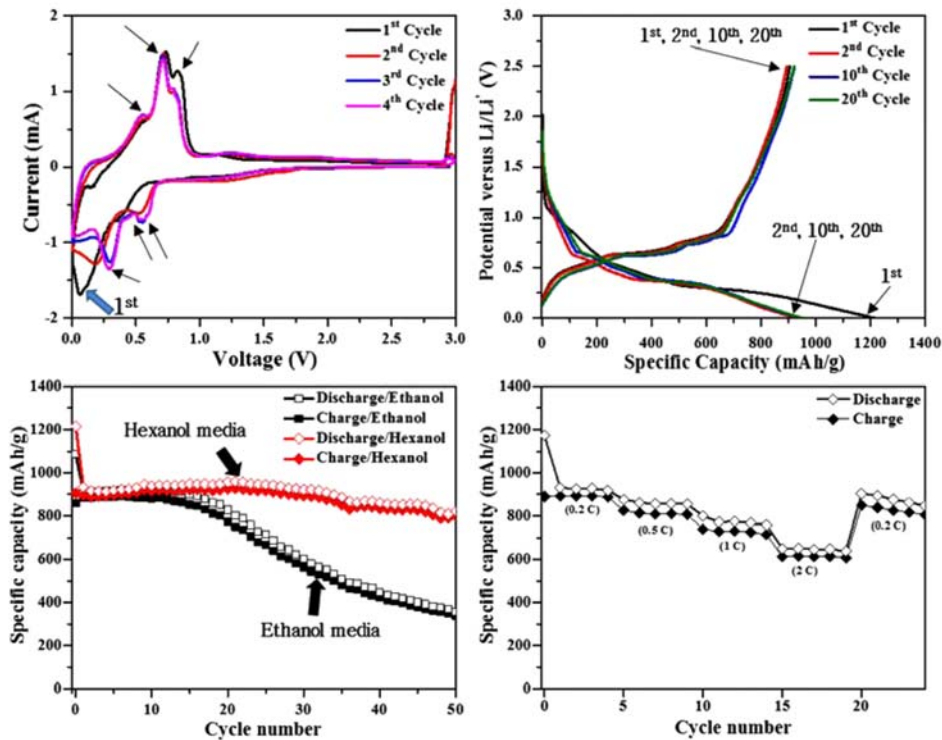 1st Cycle
2nd Cycle
3rd Cycle
4th Cycle
1st
Current (mA)
2
1
0
-1
-2
0.0
0.5
1.0
1.5
2.0
2.5
3.0
Voltage (V)
1st, 2nd, 10th, 20th
1st Cycle
2nd Cycle
10th Cycle
20th Cycle
2nd, 10th, 20th
1st
Potential versus Li/Li+ (V)
3.0
2.5
2.0
1.5
1.0
0.5
0.0
0
200
400
600
800
1000
1200
1400
Specific Capacity (mAh/g)
Discharge/Ethanol
Charge/Ethanol
Discharge/Hexanol
Charge/Hexanol
Hexanol media
Ethanol media
Specific capacity (mAh/g)
1400
1200
1000
800
600
400
200
0
0
10
20
30
40
50
Cycle number
Discharge
Charge
(0.2 C)
(0.5 C)
(1 C)
(2 C)
(0.2 C)
Specific capacity (mAh/g)
1400
1200
1000
800
600
400
200
0
0
5
10
15
20
Cycle number